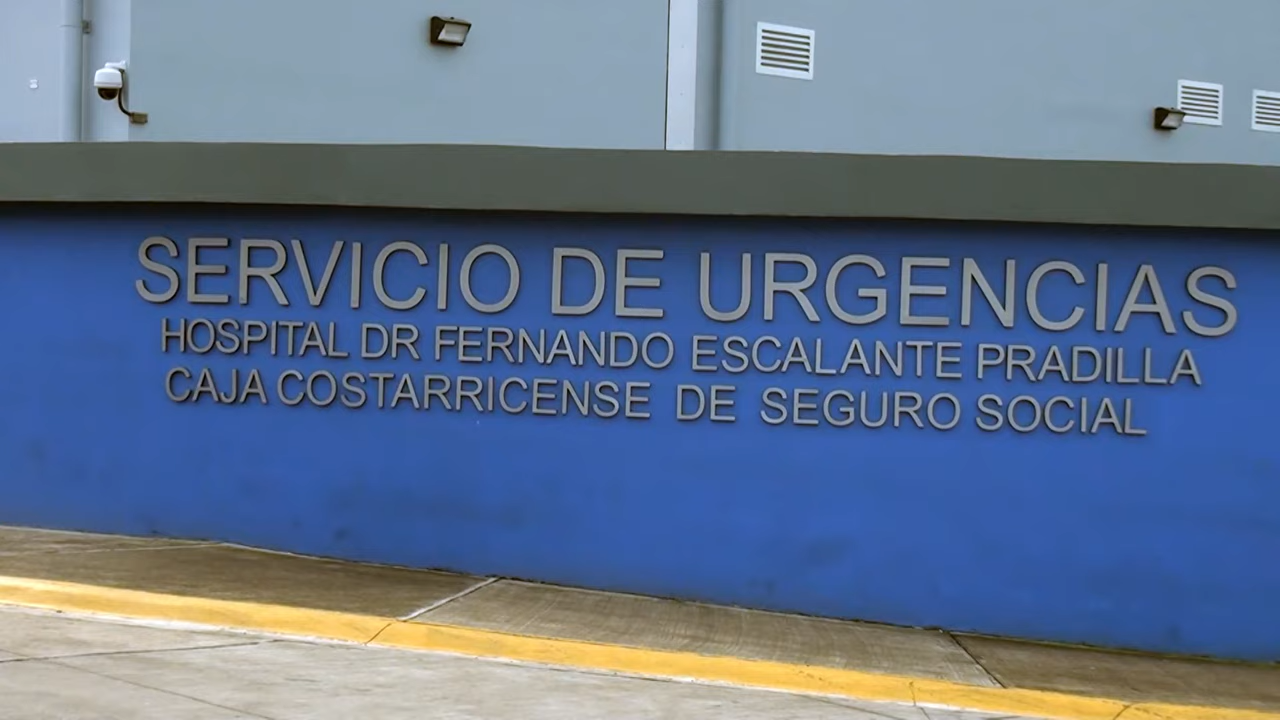 SERVICIO DE URGENCIAS
HOSPITAL DR FERNANDO ESCALANTE PRADILLA
CAJA COSTARRICENSE DE SEGURO SOCIAL